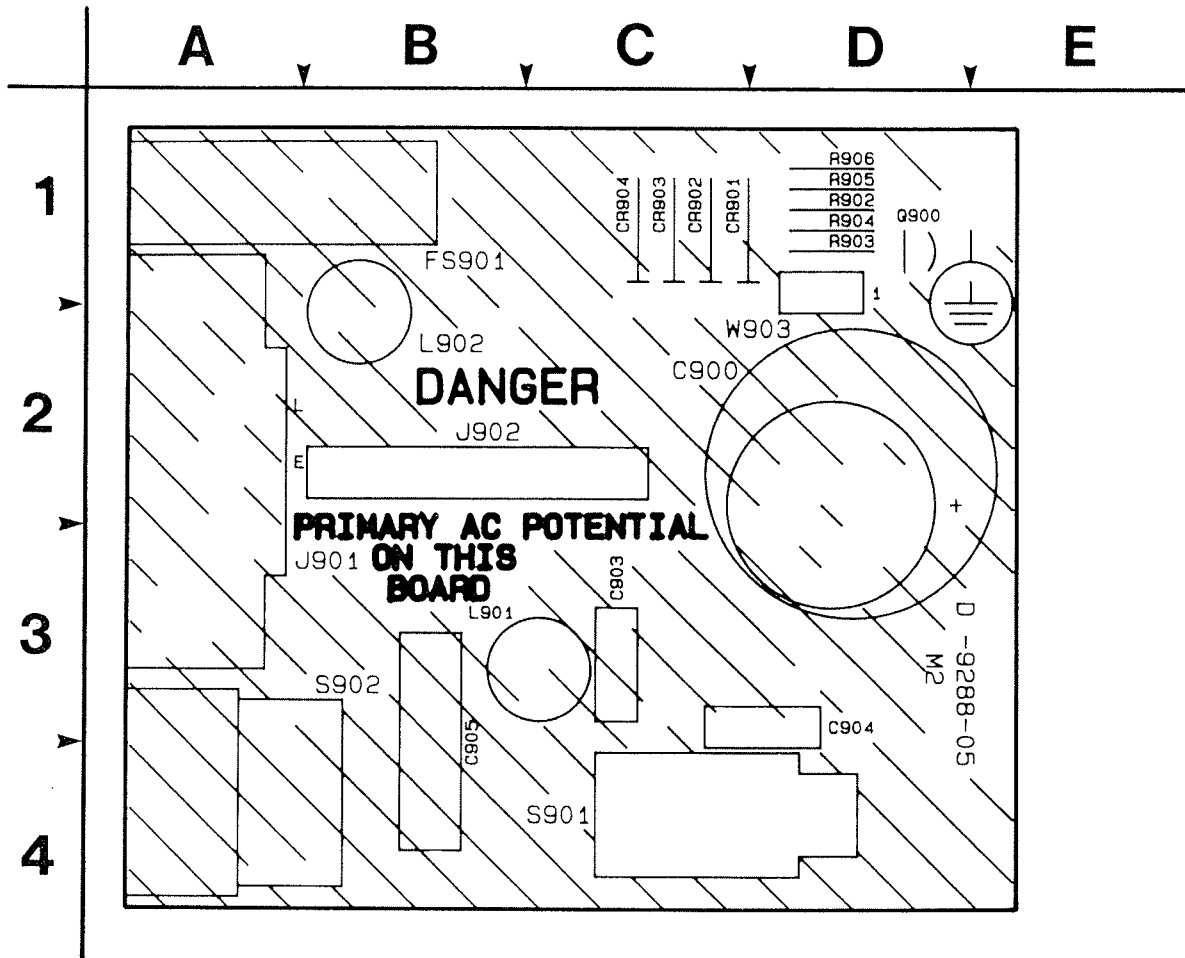 A B C D E
1
R906
R905
R902
R904
R903
CR904
CR903
CR902
CR901
Q900
FS901
1
W903
L902
C900
2
DANGER
L
J902
E
+
PRIMARY AC POTENTIAL
J901
ON THIS
BOARD
C903
L901
3
D -9288-05
M2
S902
C905
C904
S901
4